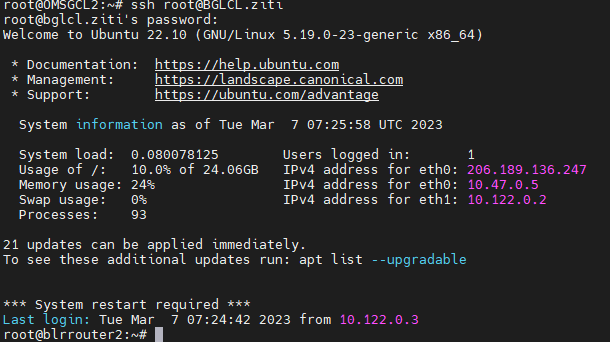 root@OMSGCL2:~# ssh root@BGLCL.ziti
root@bglcl.ziti's password:
Welcome to Ubuntu 22.10 (GNU/Linux 5.19.0-23-generic x86_64)
* Documentation:  https://help.ubuntu.com
* Management:     https://landscape.canonical.com
* Support:        https://ubuntu.com/advantage
System information as of Tue Mar  7 07:25:58 UTC 2023
System load:  0.080078125        Users logged in:       1
Usage of /:   10.0% of 24.06GB   IPv4 address for eth0: 206.189.136.247
Memory usage: 24%                IPv4 address for eth0: 10.47.0.5
Swap usage:   0%                 IPv4 address for eth1: 10.122.0.2
Processes:    93
21 updates can be applied immediately.
To see these additional updates run: apt list --upgradable
*** System restart required ***
Last login: Tue Mar  7 07:24:42 2023 from 10.122.0.3
root@blrrouter2:~#